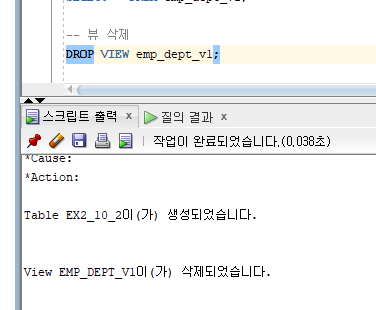 -- 뷰 삭제
DROP VIEW emp_dept_v1;
스크립트 출력 x 질의 결과 x
작업이 완료되었습니다.(0,038초)
*Cause:
*Action:
Table EX2_10_2이(가) 생성되었습니다.
View EMP_DEPT_V1이(가) 삭제되었습니다.